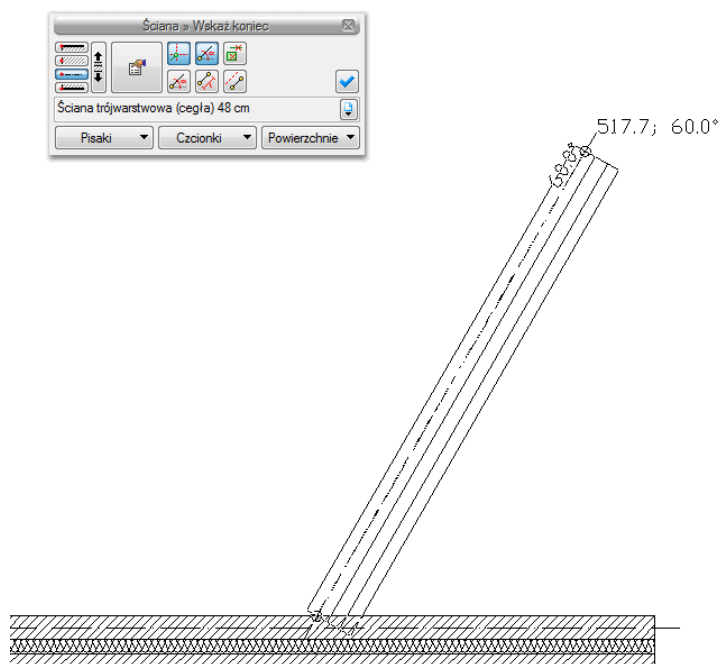 Ściana » Wskaż koniec
Ściana trójwarstwowa (cegła) 48 cm
Pisaki Czcionki Powierzchnie
517.7; 60.0°